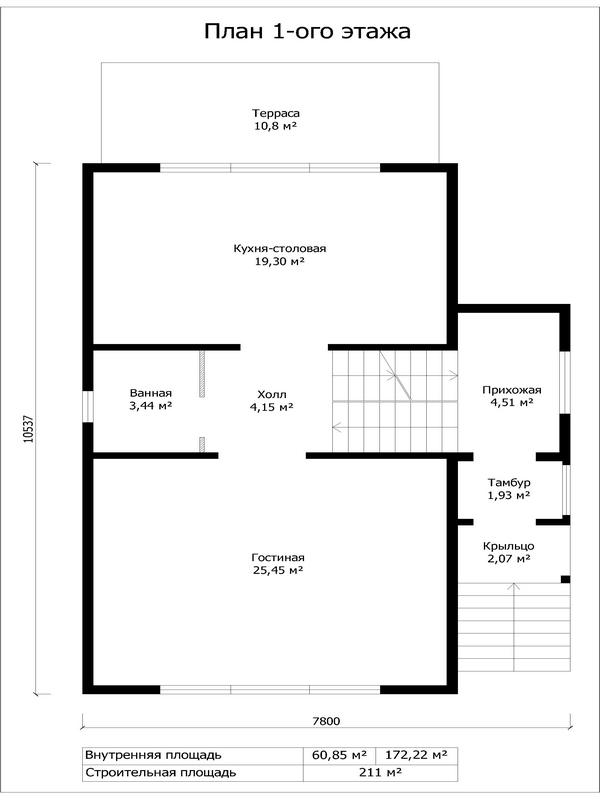 План 1-ого этажа
Терраса
10,8 м²
Кухня-столовая
19,30 м²
Ванная
3,44 м²
Холл
4,15 м²
Прихожая
4,51 м²
10537
Тамбур
1,93 м²
Крыльцо
2,07 м²
Гостиная
25,45 м²
7800
Внутренняя площадь 60,85 м² 172,22 м²
Строительная площадь 211 м²